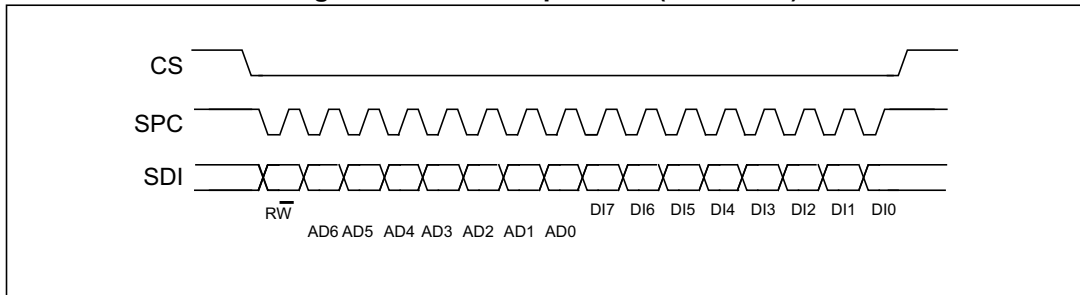 CS
SPC
SDI
RW̅
DI7 DI6 DI5 DI4 DI3 DI2 DI1 DI0
AD6 AD5 AD4 AD3 AD2 AD1 AD0